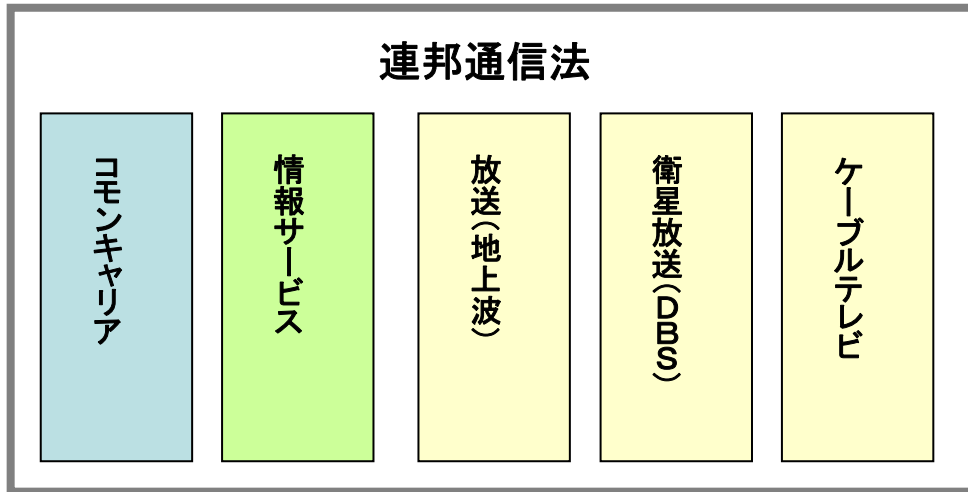 連邦通信法
コモンキャリア
情報サービス
放送（地上波）
衛星放送（ＤＢＳ）
ケーブルテレビ